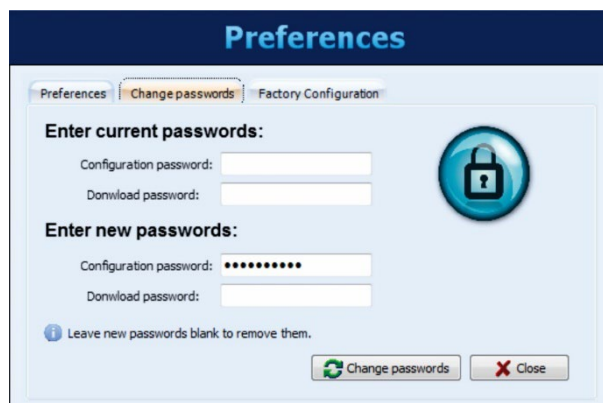 Preferences
Preferences Change passwords Factory Configuration
Enter current passwords:
Configuration password:
Donwload password:
Enter new passwords:
Configuration password: ••••••••••
Donwload password:
Leave new passwords blank to remove them.
Change passwords Close